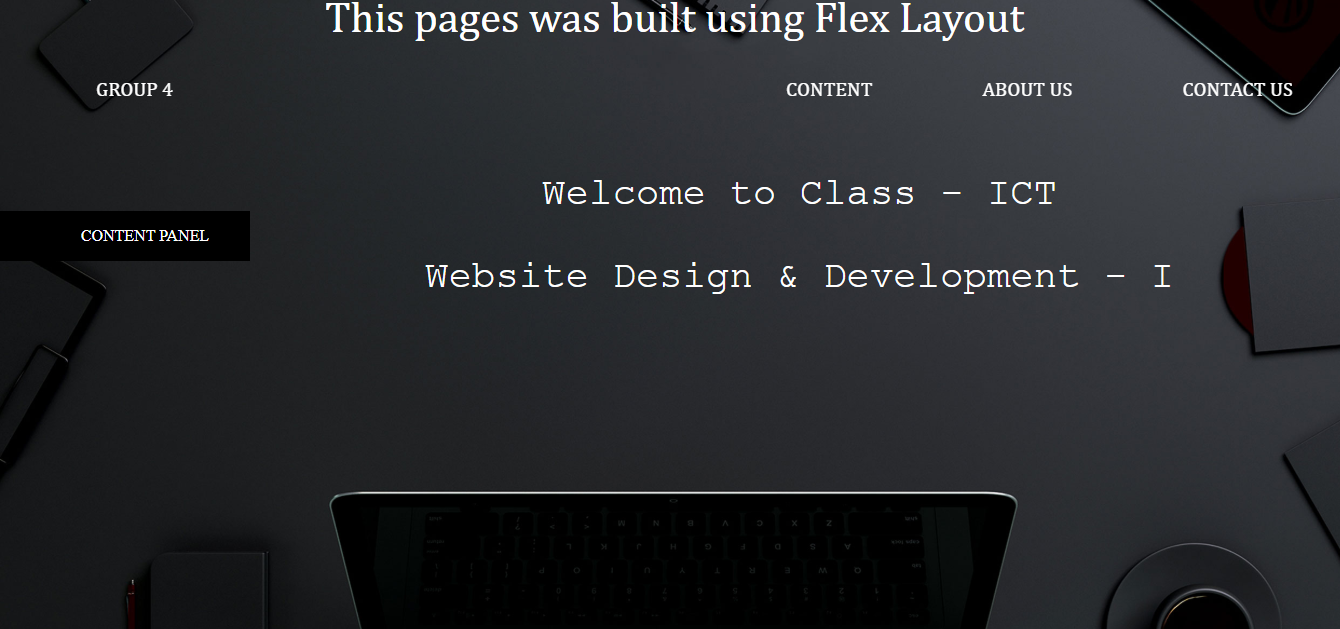 This pages was built using Flex Layout
GROUP 4 CONTENT ABOUT US CONTACT US
Welcome to Class - ICT
CONTENT PANEL
Website Design & Development - I